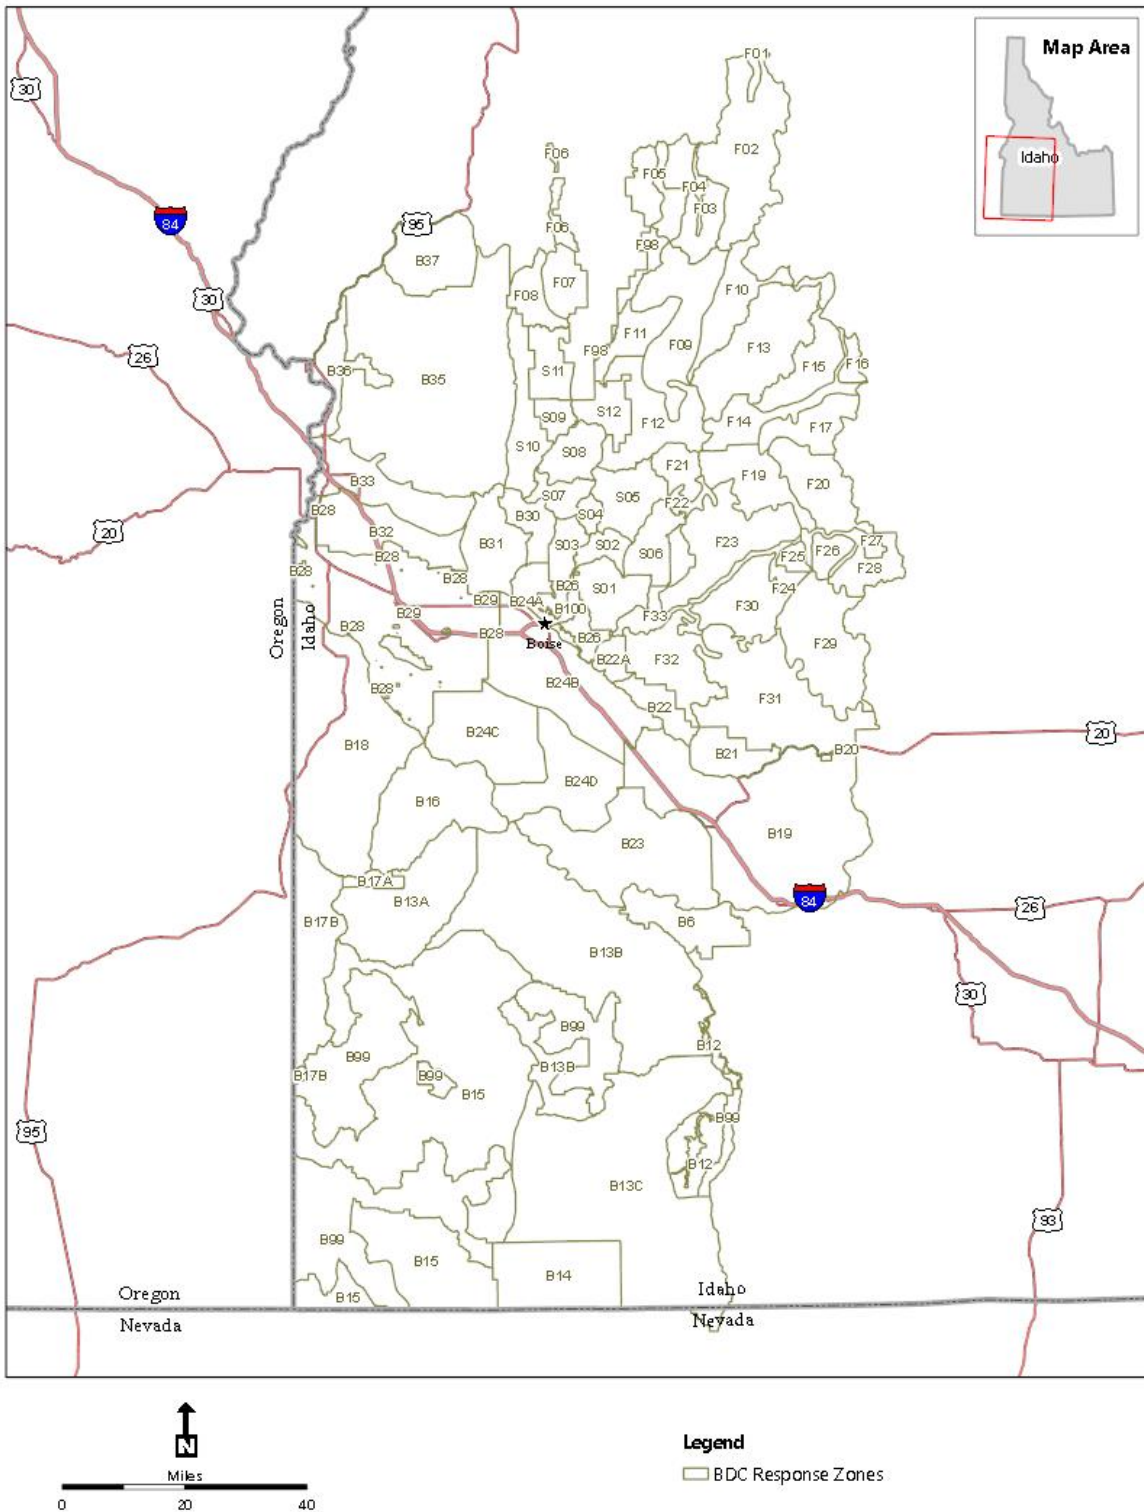 Map Area
Idaho
F01
30
F02
F06
F05
F04
F03
84
95
F06
F98
B37
F07
F10
F08
30
F11
F09
F13
F98
26
F15
F16
B36
S11
B35
S12
S09
F12
F14
F17
S10
S08
F21
F19
B33
F20
S05
S07
F22
B28
B30
S04
20
B32
B31
S03
S02
F23
F27
S06
F25
F26
B28
F28
B28
B28
B26
S01
F24
B29
B24A
B100
F30
B29
F33
B28
B28
B26
F29
Oregon
Idaho
Boise
B22A
F32
B24B
B28
F31
B22
B24C
20
B18
B21
B20
B24D
B16
B19
B23
B17A
84
B13A
26
B17B
B6
B13B
30
B99
B12
B99
B13B
B17B
B99
B15
B99
95
B12
B13C
93
B99
B15
B14
Idaho
Oregon
B15
Nevada
Nevada
N
Miles
0 20 40
Legend
BDC Response Zones